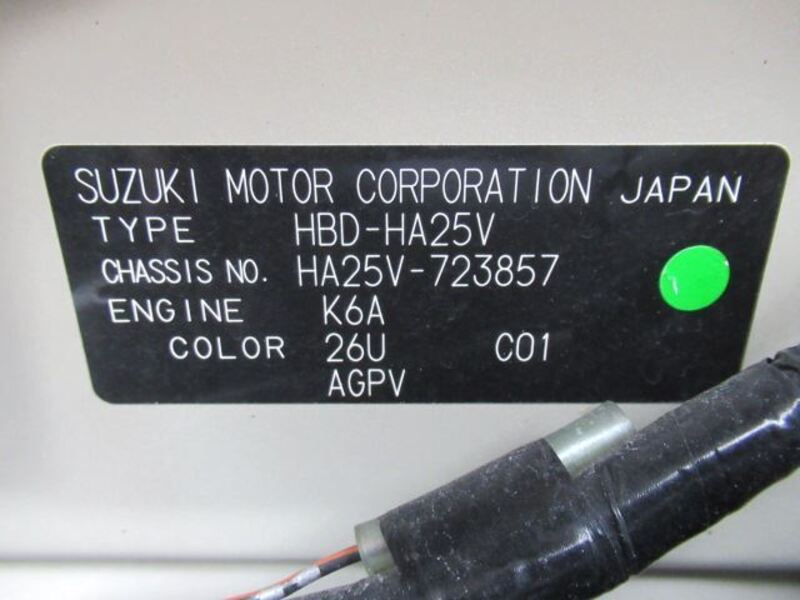 SUZUKI MOTOR CORPORATION JAPAN
TYPE HBD-HA25V
CHASSIS NO. HA25V-723857
ENGINE K6A
COLOR 26U C01
AGPV